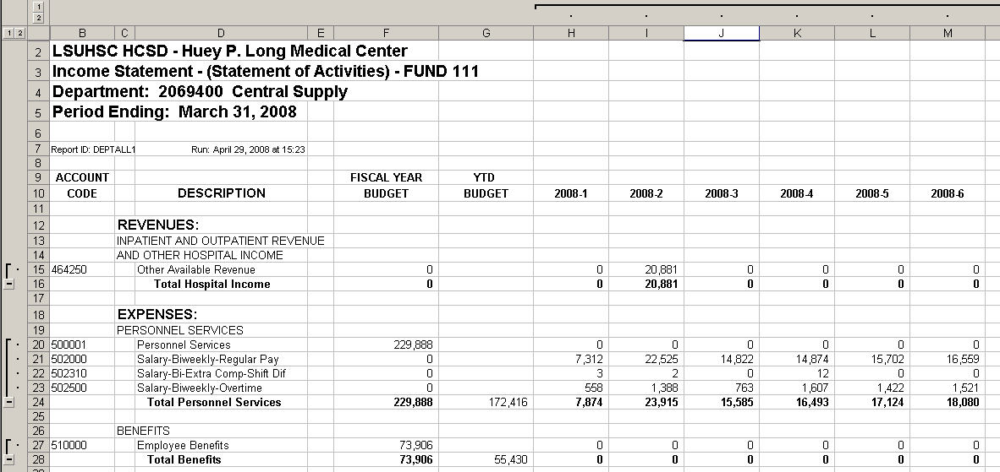 1
2
1 2 B C D E F G H I J K L M
2 LSUHSC HCSD - Huey P. Long Medical Center
3 Income Statement - (Statement of Activities) - FUND 111
4 Department: 2069400 Central Supply
5 Period Ending: March 31, 2008
6
7 Report ID: DEPTALL1 Run: April 29, 2008 at 15:23
8
9 ACCOUNT FISCAL YEAR YTD
10 CODE DESCRIPTION BUDGET BUDGET 2008-1 2008-2 2008-3 2008-4 2008-5 2008-6
11
12 REVENUES:
13 INPATIENT AND OUTPATIENT REVENUE
14 AND OTHER HOSPITAL INCOME
15 464250 Other Available Revenue 0 0 20,881 0 0 0 0
16 Total Hospital Income 0 0 20,881 0 0 0 0
17
18 EXPENSES:
19 PERSONNEL SERVICES
20 500001 Personnel Services 229,888 0 0 0 0 0 0
21 502000 Salary-Biweekly-Regular Pay 0 7,312 22,525 14,822 14,874 15,702 16,559
22 502310 Salary-Bi-Extra Comp-Shift Dif 0 3 2 0 12 0 0
23 502500 Salary-Biweekly-Overtime 0 558 1,388 763 1,607 1,422 1,521
24 Total Personnel Services 229,888 172,416 7,874 23,915 15,585 16,493 17,124 18,080
25
26 BENEFITS
27 510000 Employee Benefits 73,906 0 0 0 0 0 0
28 Total Benefits 73,906 55,430 0 0 0 0 0 0